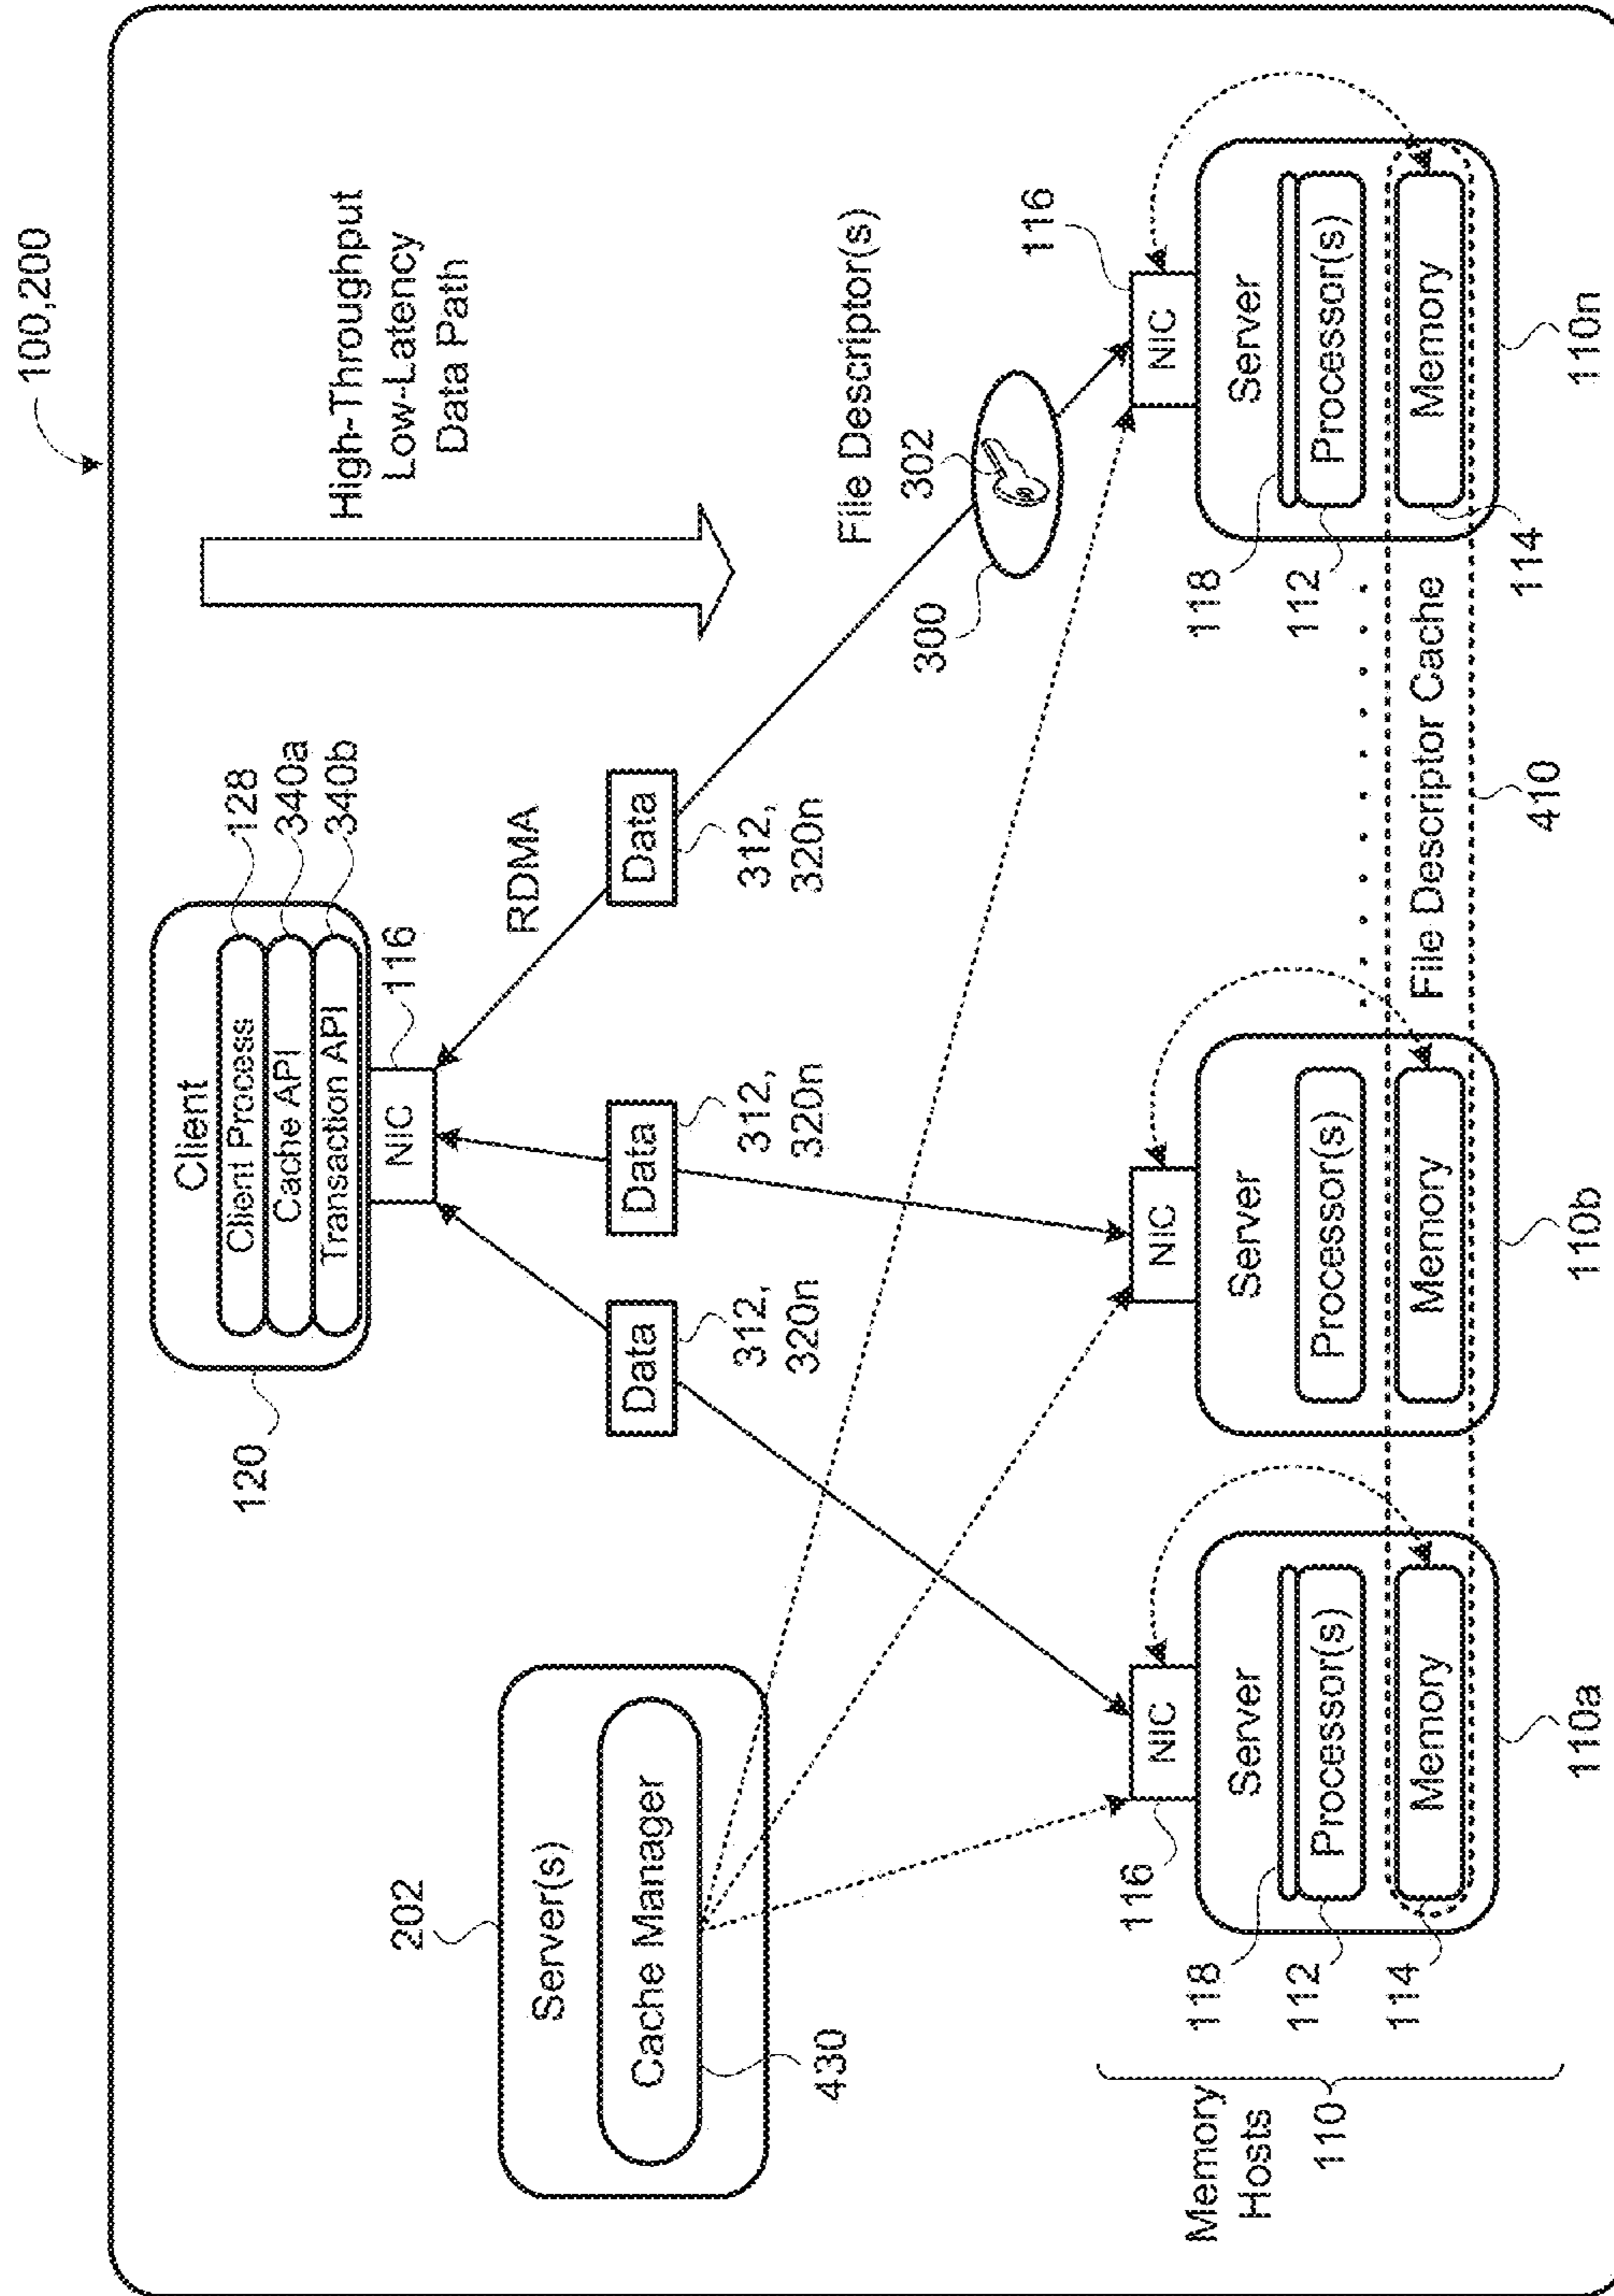 100,200
High-Throughput
Low-Latency
Data Path
Client
Client Process
Cache API
Transaction API
128
340a
340b
120
NIC
116
RDMA
202
Server(s)
Cache Manager
430
Data
312,
320n
Data
312,
320n
Data
312,
320n
File Descriptor(s)
302
300
Memory
Hosts
110
116
NIC
Server
118
Processor(s)
112
Memory
114
110a
NIC
Server
Processor(s)
Memory
110b
. . . . . . . . .
File Descriptor Cache
410
116
NIC
Server
118
Processor(s)
112
Memory
114
110n